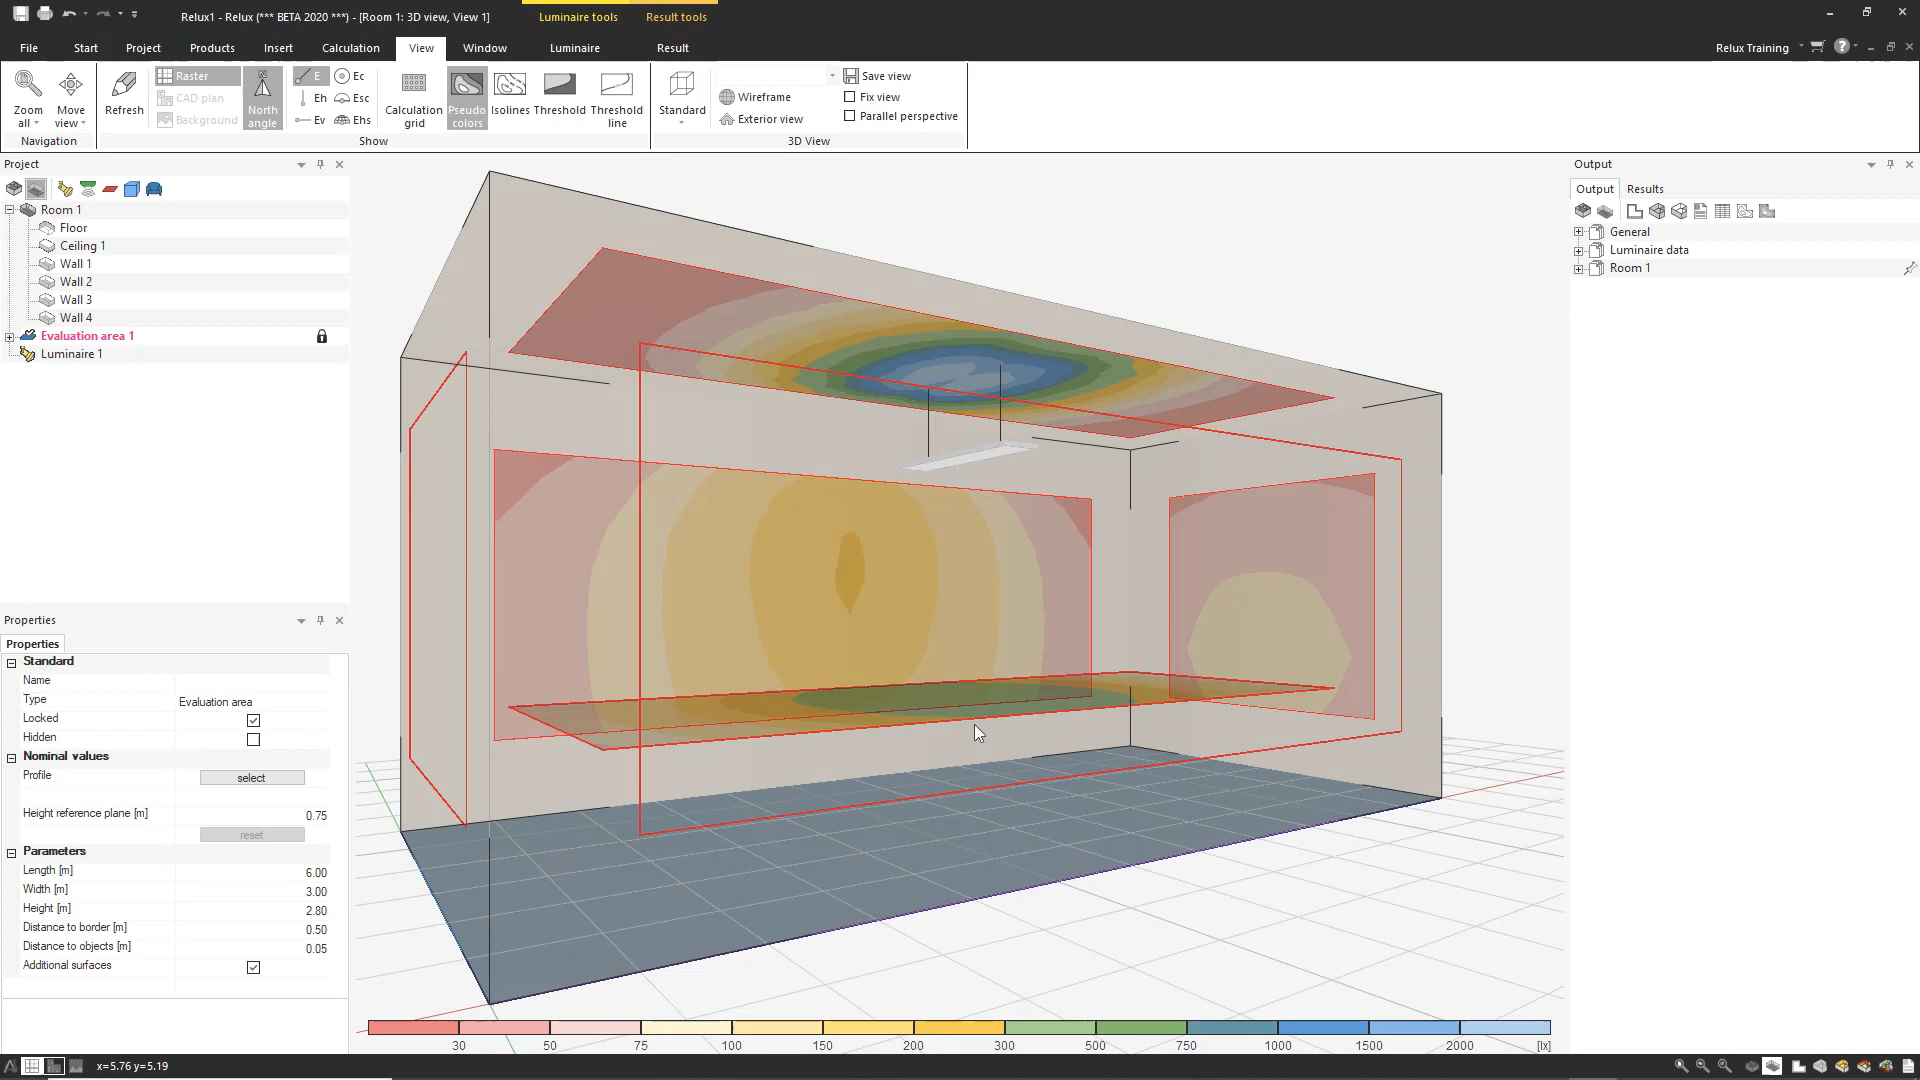 Relux1 - Relux (*** BETA 2020 ***) - [Room 1: 3D view, View 1]
Luminaire tools
Result tools
File Start Project Products Insert Calculation View Window Luminaire Result
Relux Training
Zoom all
Move view
Navigation
Refresh
Raster
CAD plan
Background
N
North angle
E
Eh
Ev
Ec
Esc
Ehs
Calculation grid
Pseudo colors
Isolines
Threshold
Threshold line
Show
Standard
Wireframe
Exterior view
Save view
Fix view
Parallel perspective
3D View
Project
Room 1
Floor
Ceiling 1
Wall 1
Wall 2
Wall 3
Wall 4
Evaluation area 1
Luminaire 1
Properties
Properties
Standard
Name
Type Evaluation area
Locked
Hidden
Nominal values
Profile select
Height reference plane [m] 0.75
reset
Parameters
Length [m] 6.00
Width [m] 3.00
Height [m] 2.80
Distance to border [m] 0.50
Distance to objects [m] 0.05
Additional surfaces
30 50 75 100 150 200 300 500 750 1000 1500 2000 [lx]
Output
Output Results
General
Luminaire data
Room 1
x=5.76 y=5.19